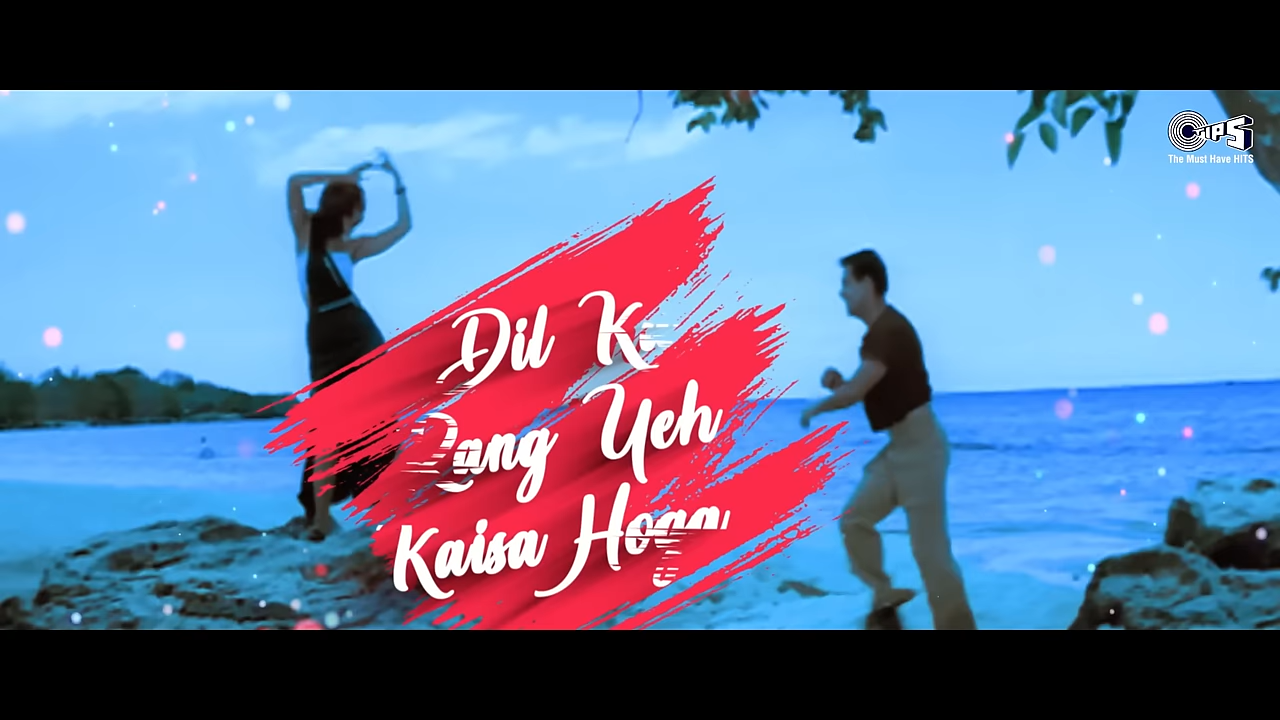 TIPS
The Must Have HITS
Dil Ke
Rang Yeh
Kaisa Hoga